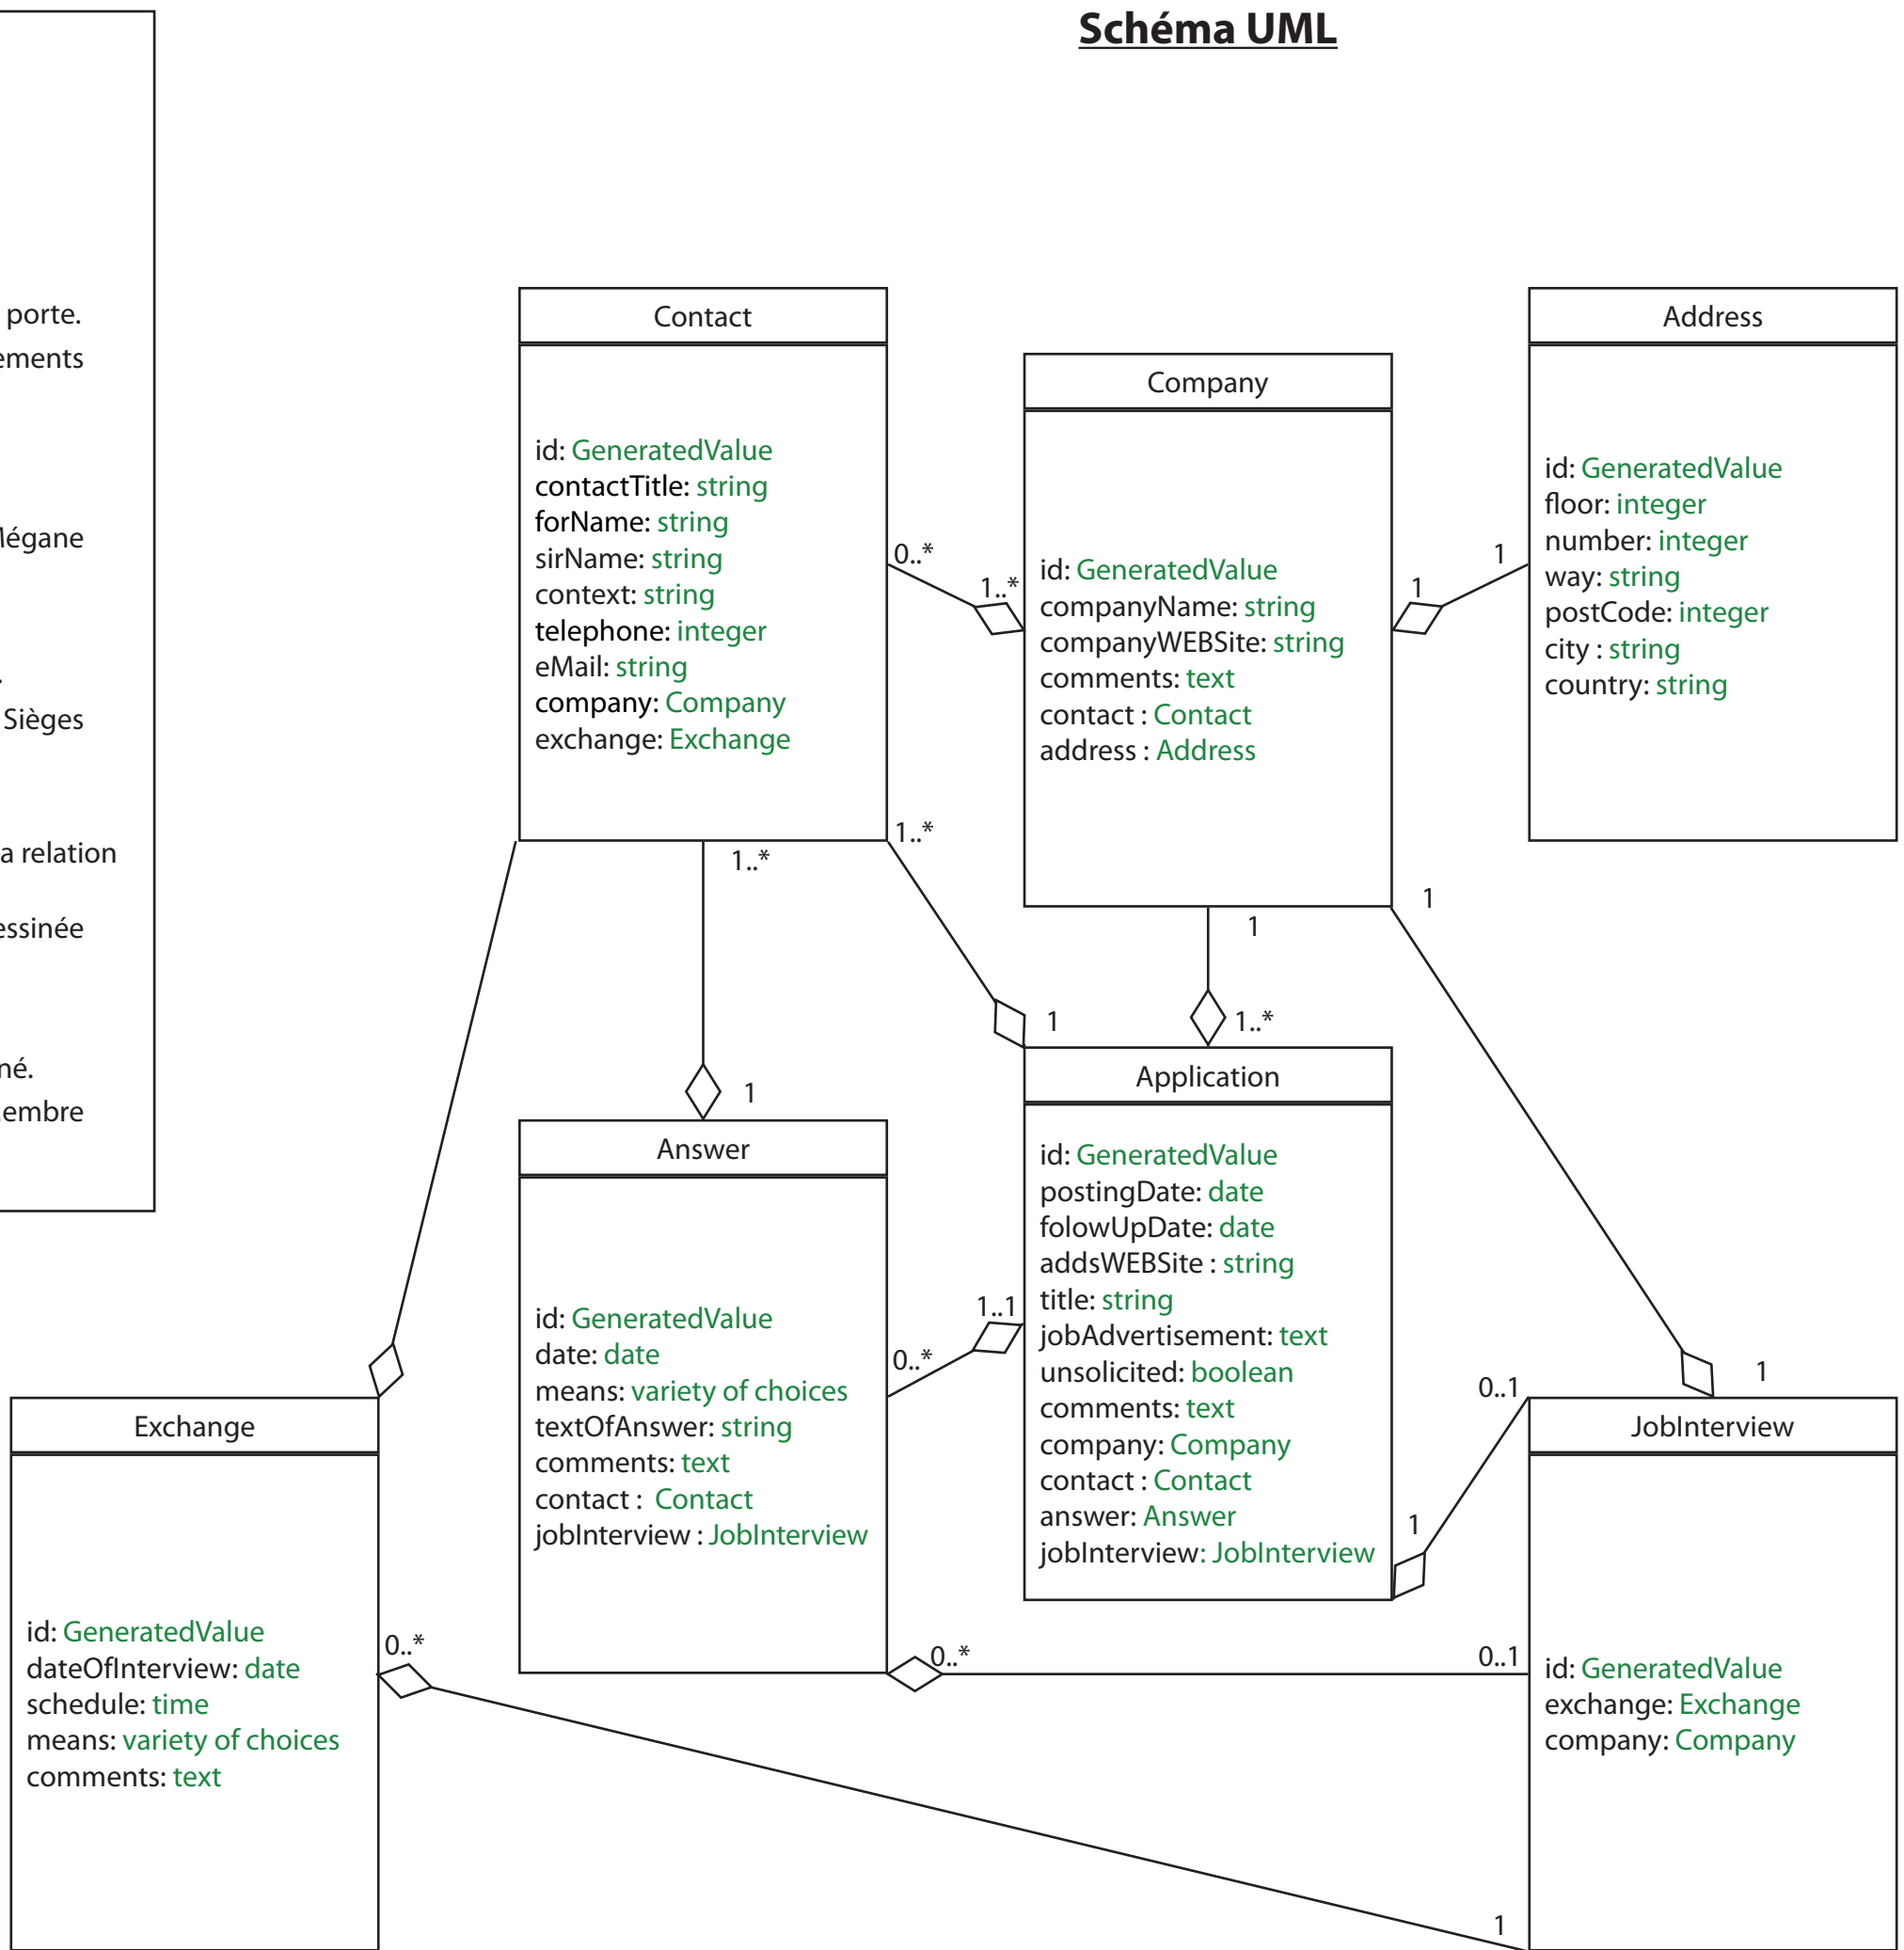 Schéma UML
porte.
ements
Mégane
.
Sièges
a relation
essinée
né.
embre
Contact
id: GeneratedValue
contactTitle: string
forName: string
sirName: string
context: string
telephone: integer
eMail: string
company: Company
exchange: Exchange
0..*
1..*
1..*
1..*
Company
id: GeneratedValue
companyName: string
companyWEBSite: string
comments: text
contact : Contact
address : Address
1
1
1
1
Address
id: GeneratedValue
floor: integer
number: integer
way: string
postCode: integer
city : string
country: string
1
1
1..*
Answer
id: GeneratedValue
date: date
means: variety of choices
textOfAnswer: string
comments: text
contact : Contact
jobInterview : JobInterview
0..*
1..1
0..*
Application
id: GeneratedValue
postingDate: date
folowUpDate: date
addsWEBSite : string
title: string
jobAdvertisement: text
unsolicited: boolean
comments: text
company: Company
contact : Contact
answer: Answer
jobInterview: JobInterview
1
0..1
1
0..1
Exchange
id: GeneratedValue
dateOfInterview: date
schedule: time
means: variety of choices
comments: text
0..*
JobInterview
id: GeneratedValue
exchange: Exchange
company: Company
1